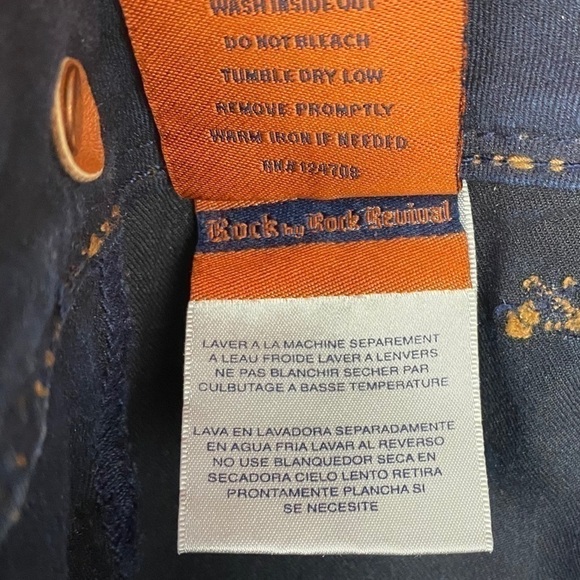 WASH INSIDE OUT
DO NOT BLEACH
TUMBLE DRY LOW
REMOVE PROMPTLY
WARM IRON IF NEEDED
RN# 124708
Rock by Rock Revival
LAVER A LA MACHINE SEPAREMENT
A LEAU FROIDE LAVER A LENVERS
NE PAS BLANCHIR SECHER PAR
CULBUTAGE A BASSE TEMPERATURE
LAVA EN LAVADORA SEPARADAMENTE
EN AGUA FRIA LAVAR AL REVERSO
NO USE BLANQUEDOR SECA EN
SECADORA CIELO LENTO RETIRA
PRONTAMENTE PLANCHA SI
SE NECESITE